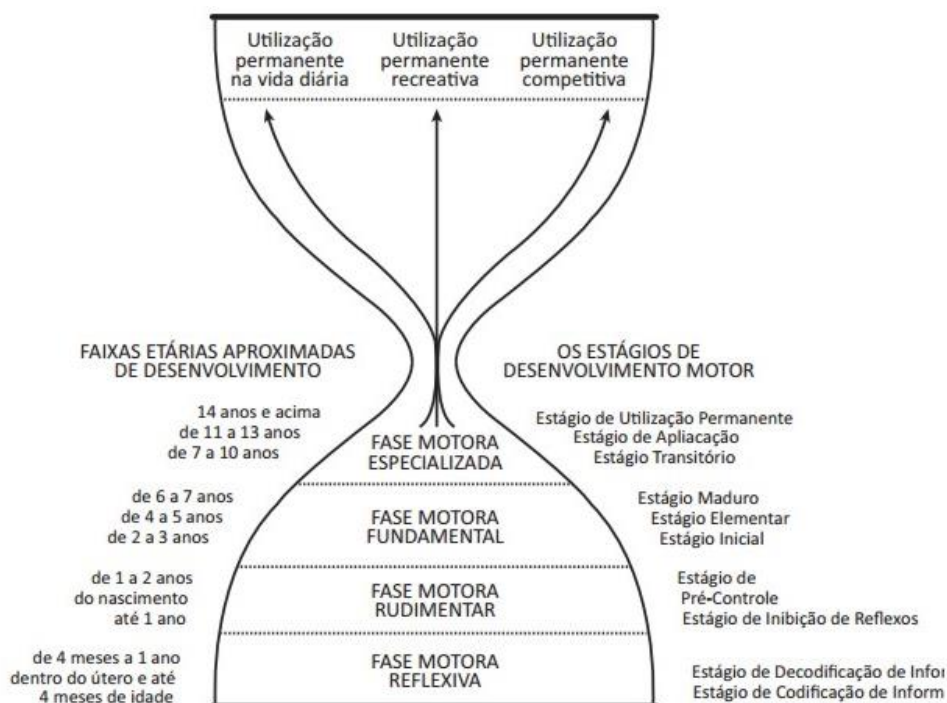 Utilização
permanente
na vida diária
Utilização
permanente
recreativa
Utilização
permanente
competitiva
FAIXAS ETÁRIAS APROXIMADAS
DE DESENVOLVIMENTO
OS ESTÁGIOS DE
DESENVOLVIMENTO MOTOR
14 anos e acima
de 11 a 13 anos
de 7 a 10 anos
FASE MOTORA
ESPECIALIZADA
Estágio de Utilização Permanente
Estágio de Apliacação
Estágio Transitório
de 6 a 7 anos
de 4 a 5 anos
de 2 a 3 anos
FASE MOTORA
FUNDAMENTAL
Estágio Maduro
Estágio Elementar
Estágio Inicial
de 1 a 2 anos
do nascimento
até 1 ano
FASE MOTORA
RUDIMENTAR
Estágio de
Pré-Controle
Estágio de Inibição de Reflexos
de 4 meses a 1 ano
dentro do útero e até
4 meses de idade
FASE MOTORA
REFLEXIVA
Estágio de Decodificação de
Estágio de Codificação de